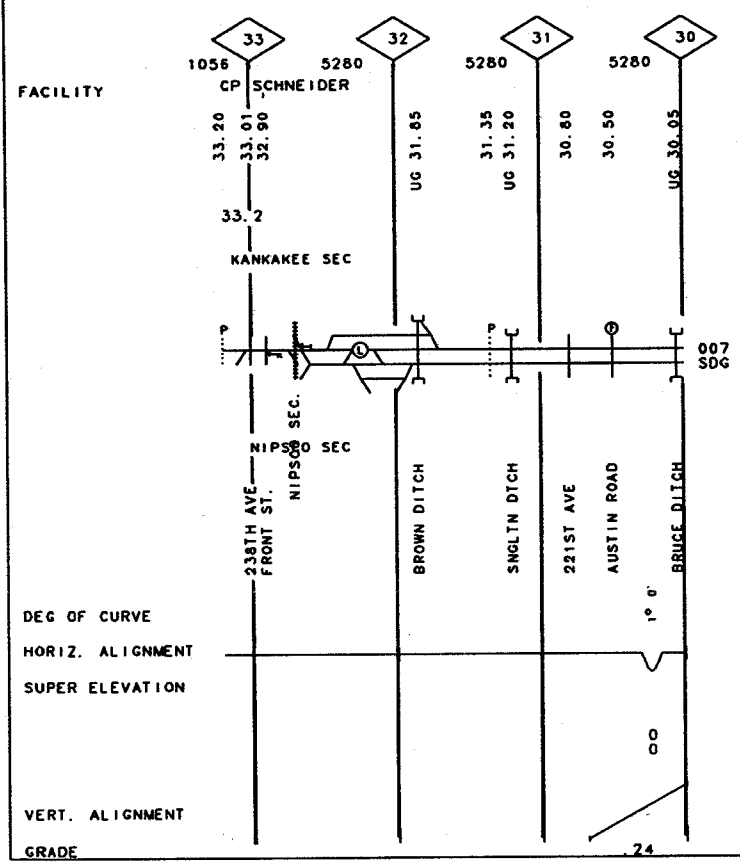 33 32 31 30
1056 5280 5280 5280
FACILITY
CP SCHNEIDER
33.20
33.01
32.90
UG 31.85
31.35
UG 31.20
30.80
30.50
UG 30.05
33.2
KANKAKEE SEC
P
L
P
P
007
SDG
NIPSCO SEC
NIPSCO SEC.
238TH AVE
FRONT ST.
BROWN DITCH
SNGLTN DTCH
221ST AVE
AUSTIN ROAD
BRUCE DITCH
DEG OF CURVE
1° 0'
HORIZ. ALIGNMENT
SUPER ELEVATION
0
0
VERT. ALIGNMENT
GRADE
.24